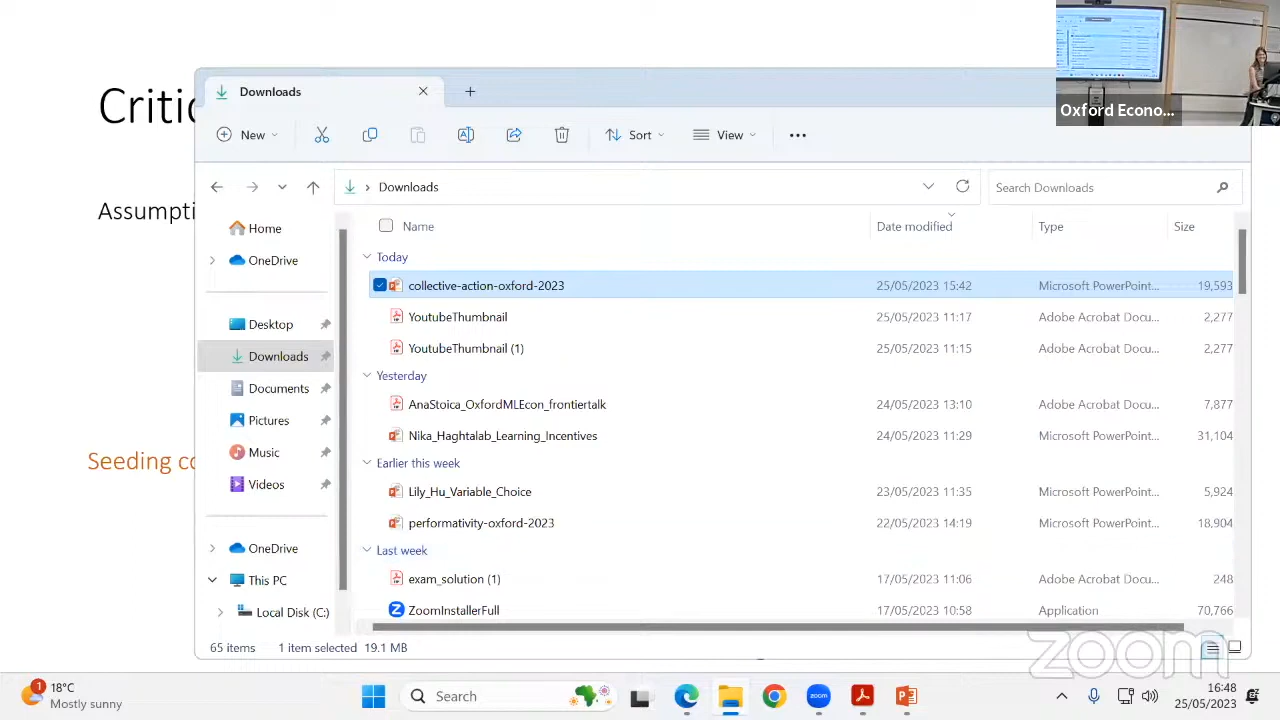 Oxford Econo...
Critic
Assumpti
Seeding co
Downloads
New
Sort
View
Downloads
Search Downloads
Home
OneDrive
Desktop
Downloads
Documents
Pictures
Music
Videos
OneDrive
This PC
Local Disk (C:)
Name Date modified Type Size
Today
colective-action-oxford-2023 25/05/2023 15:42 Microsoft PowerPoint... 19,593
YoutubeThumbnail 25/05/2023 11:17 Adobe Acrobat Docu... 2,277
YoutubeThumbnail (1) 25/05/2023 11:15 Adobe Acrobat Docu... 2,277
Yesterday
AnaStoica_OxfordMLEcon_frontiertalk 24/05/2023 13:10 Adobe Acrobat Docu... 7,877
Nika_Haghtalab_Learning_Incentives 24/05/2023 11:29 Microsoft PowerPoint... 31,104
Earlier this week
Lily_Hu_Variable_Choice 23/05/2023 11:35 Microsoft PowerPoint... 5,924
performativity-oxford-2023 22/05/2023 14:19 Microsoft PowerPoint... 18,904
Last week
exam_solution (1) 17/05/2023 11:06 Adobe Acrobat Docu... 248
ZoomInstallerFull 17/05/2023 10:58 Application 70,766
65 items 1 item selected 19.1 MB
zoom
1
18°C
Mostly sunny
Search
zoom
16:48
25/05/2023